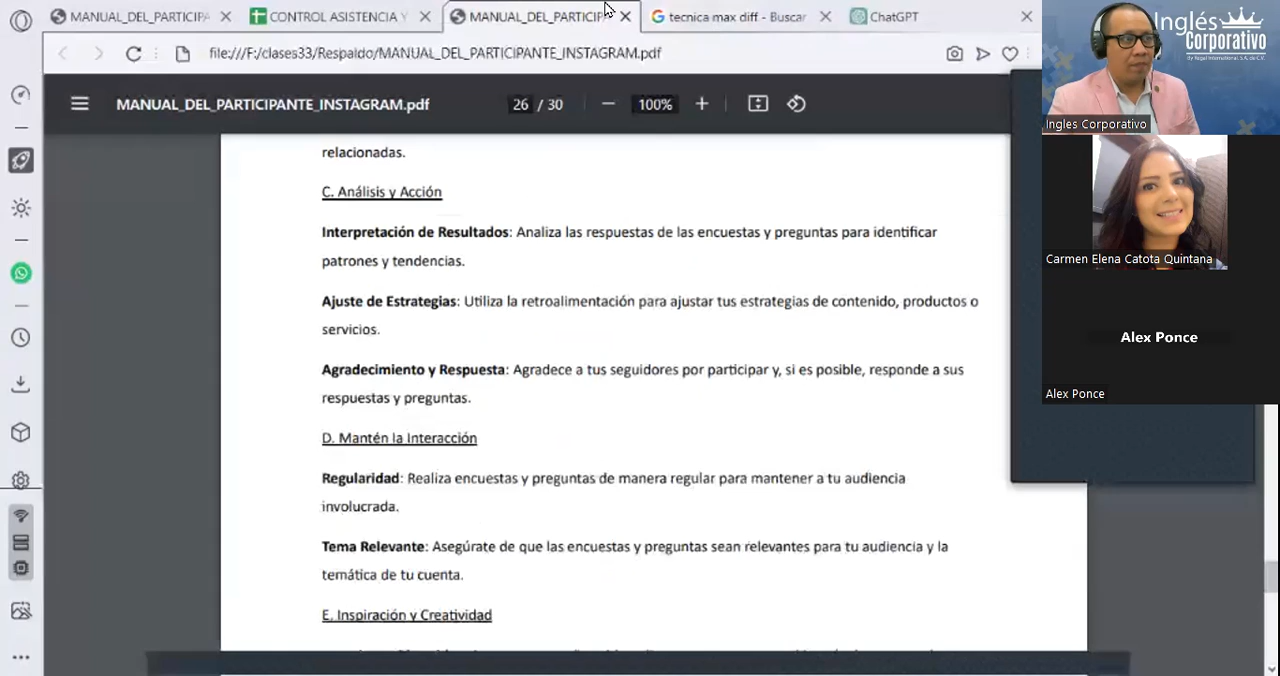 MANUAL_DEL_PARTICIPA
CONTROL ASISTENCIA Y
MANUAL_DEL_PARTICIP
tecnica max diff - Buscar
ChatGPT
file:///F:/clases33/Respaldo/MANUAL_DEL_PARTICIPANTE_INSTAGRAM.pdf
MANUAL_DEL_PARTICIPANTE_INSTAGRAM.pdf
26 / 30
100%
relacionadas.
C. Análisis y Acción
Interpretación de Resultados: Analiza las respuestas de las encuestas y preguntas para identificar
patrones y tendencias.
Ajuste de Estrategias: Utiliza la retroalimentación para ajustar tus estrategias de contenido, productos o
servicios.
Agradecimiento y Respuesta: Agradece a tus seguidores por participar y, si es posible, responde a sus
respuestas y preguntas.
D. Mantén la Interacción
Regularidad: Realiza encuestas y preguntas de manera regular para mantener a tu audiencia
involucrada.
Tema Relevante: Asegúrate de que las encuestas y preguntas sean relevantes para tu audiencia y la
temática de tu cuenta.
E. Inspiración y Creatividad
Inglés
Corporativo
By Regal International, S.A. de C.V.
Ingles Corporativo
Carmen Elena Catota Quintana
Alex Ponce
Alex Ponce